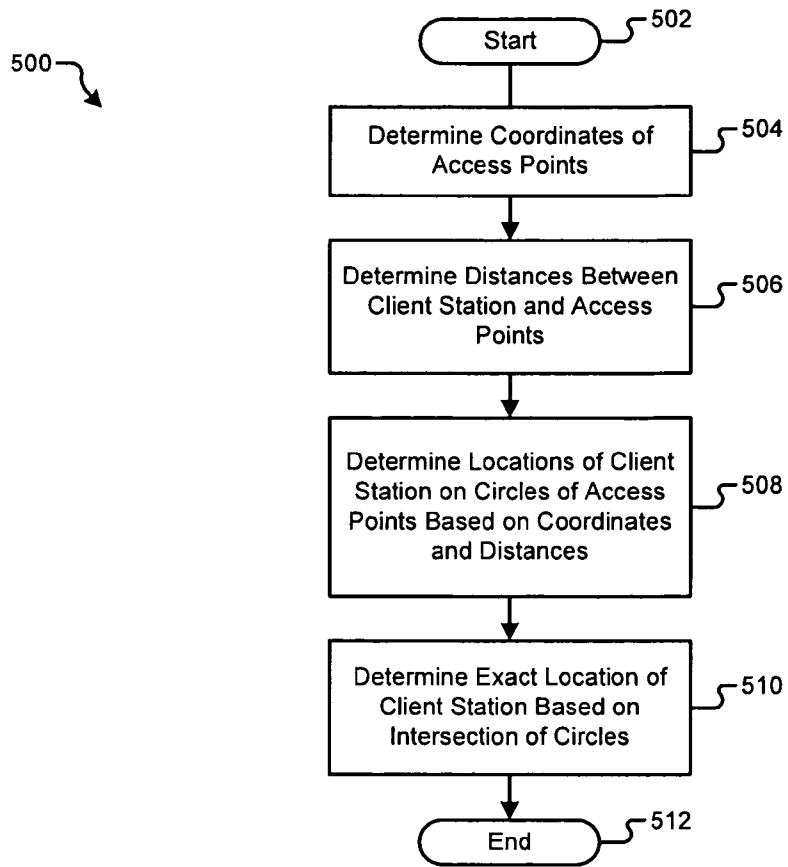 500
Start
502
Determine Coordinates of
Access Points
504
Determine Distances Between
Client Station and Access
Points
506
Determine Locations of Client
Station on Circles of Access
Points Based on Coordinates
and Distances
508
Determine Exact Location of
Client Station Based on
Intersection of Circles
510
End
512